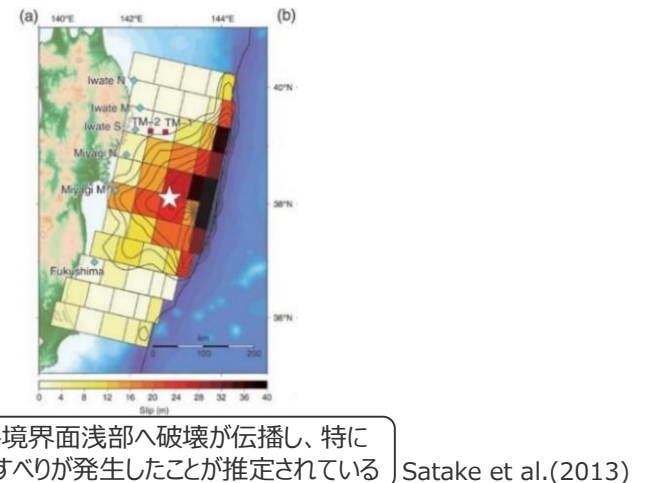 (a)
140°E
142°E
144°E
(b)
40°N
Iwate N
Iwate M
Iwate S
TM-2 TM-1
Miyagi N
Miyagi M
38°N
Fukushima
36°N
km
0 100 200
0 4 8 12 16 20 24 28 32 36 40
Slip (m)
境界面浅部へ破壊が伝播し、特に
すべりが発生したことが推定されている
Satake et al.(2013)